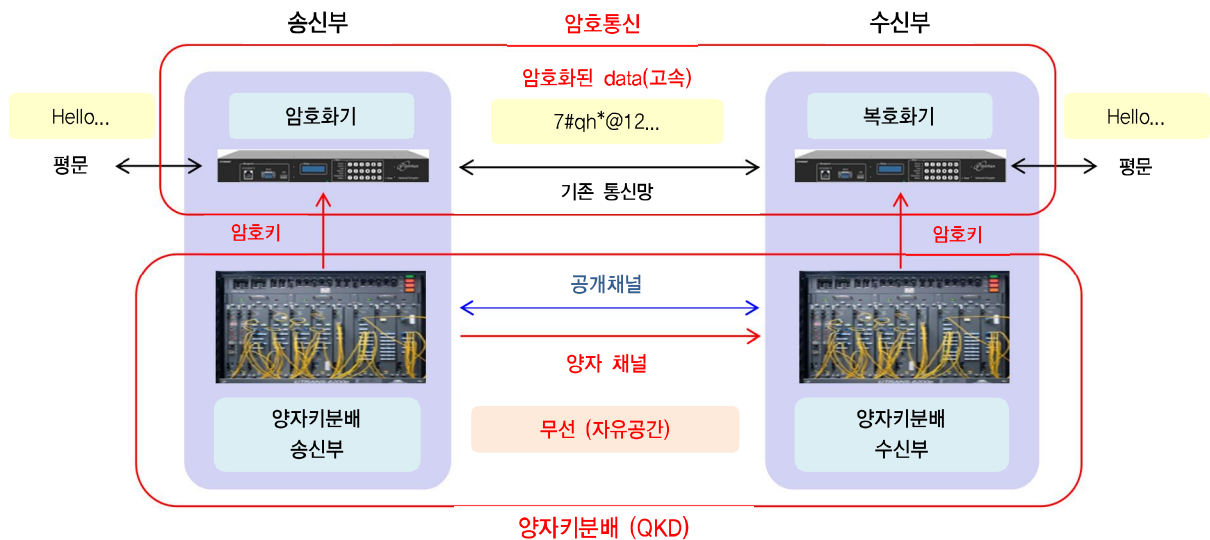 송신부
암호통신
수신부
암호화된 data(고속)
Hello...
암호화기
7#qh*@12...
복호화기
Hello...
평문
기존 통신망
평문
암호키
암호키
공개채널
양자 채널
양자키분배
송신부
무선 (자유공간)
양자키분배
수신부
양자키분배 (QKD)